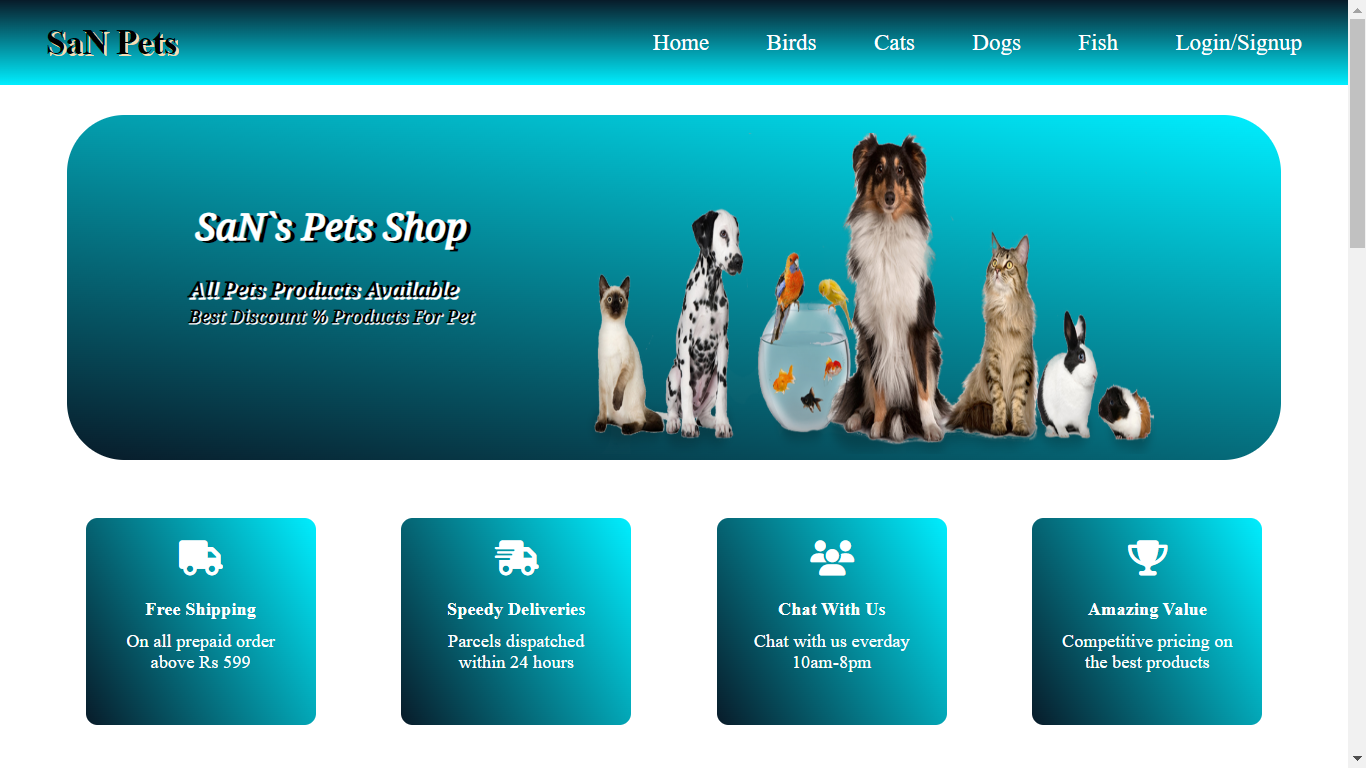 SaN Pets
Home Birds Cats Dogs Fish Login/Signup
SaN`s Pets Shop
All Pets Products Available
Best Discount % Products For Pet
Free Shipping
On all prepaid order
above Rs 599
Speedy Deliveries
Parcels dispatched
within 24 hours
Chat With Us
Chat with us everday
10am-8pm
Amazing Value
Competitive pricing on
the best products